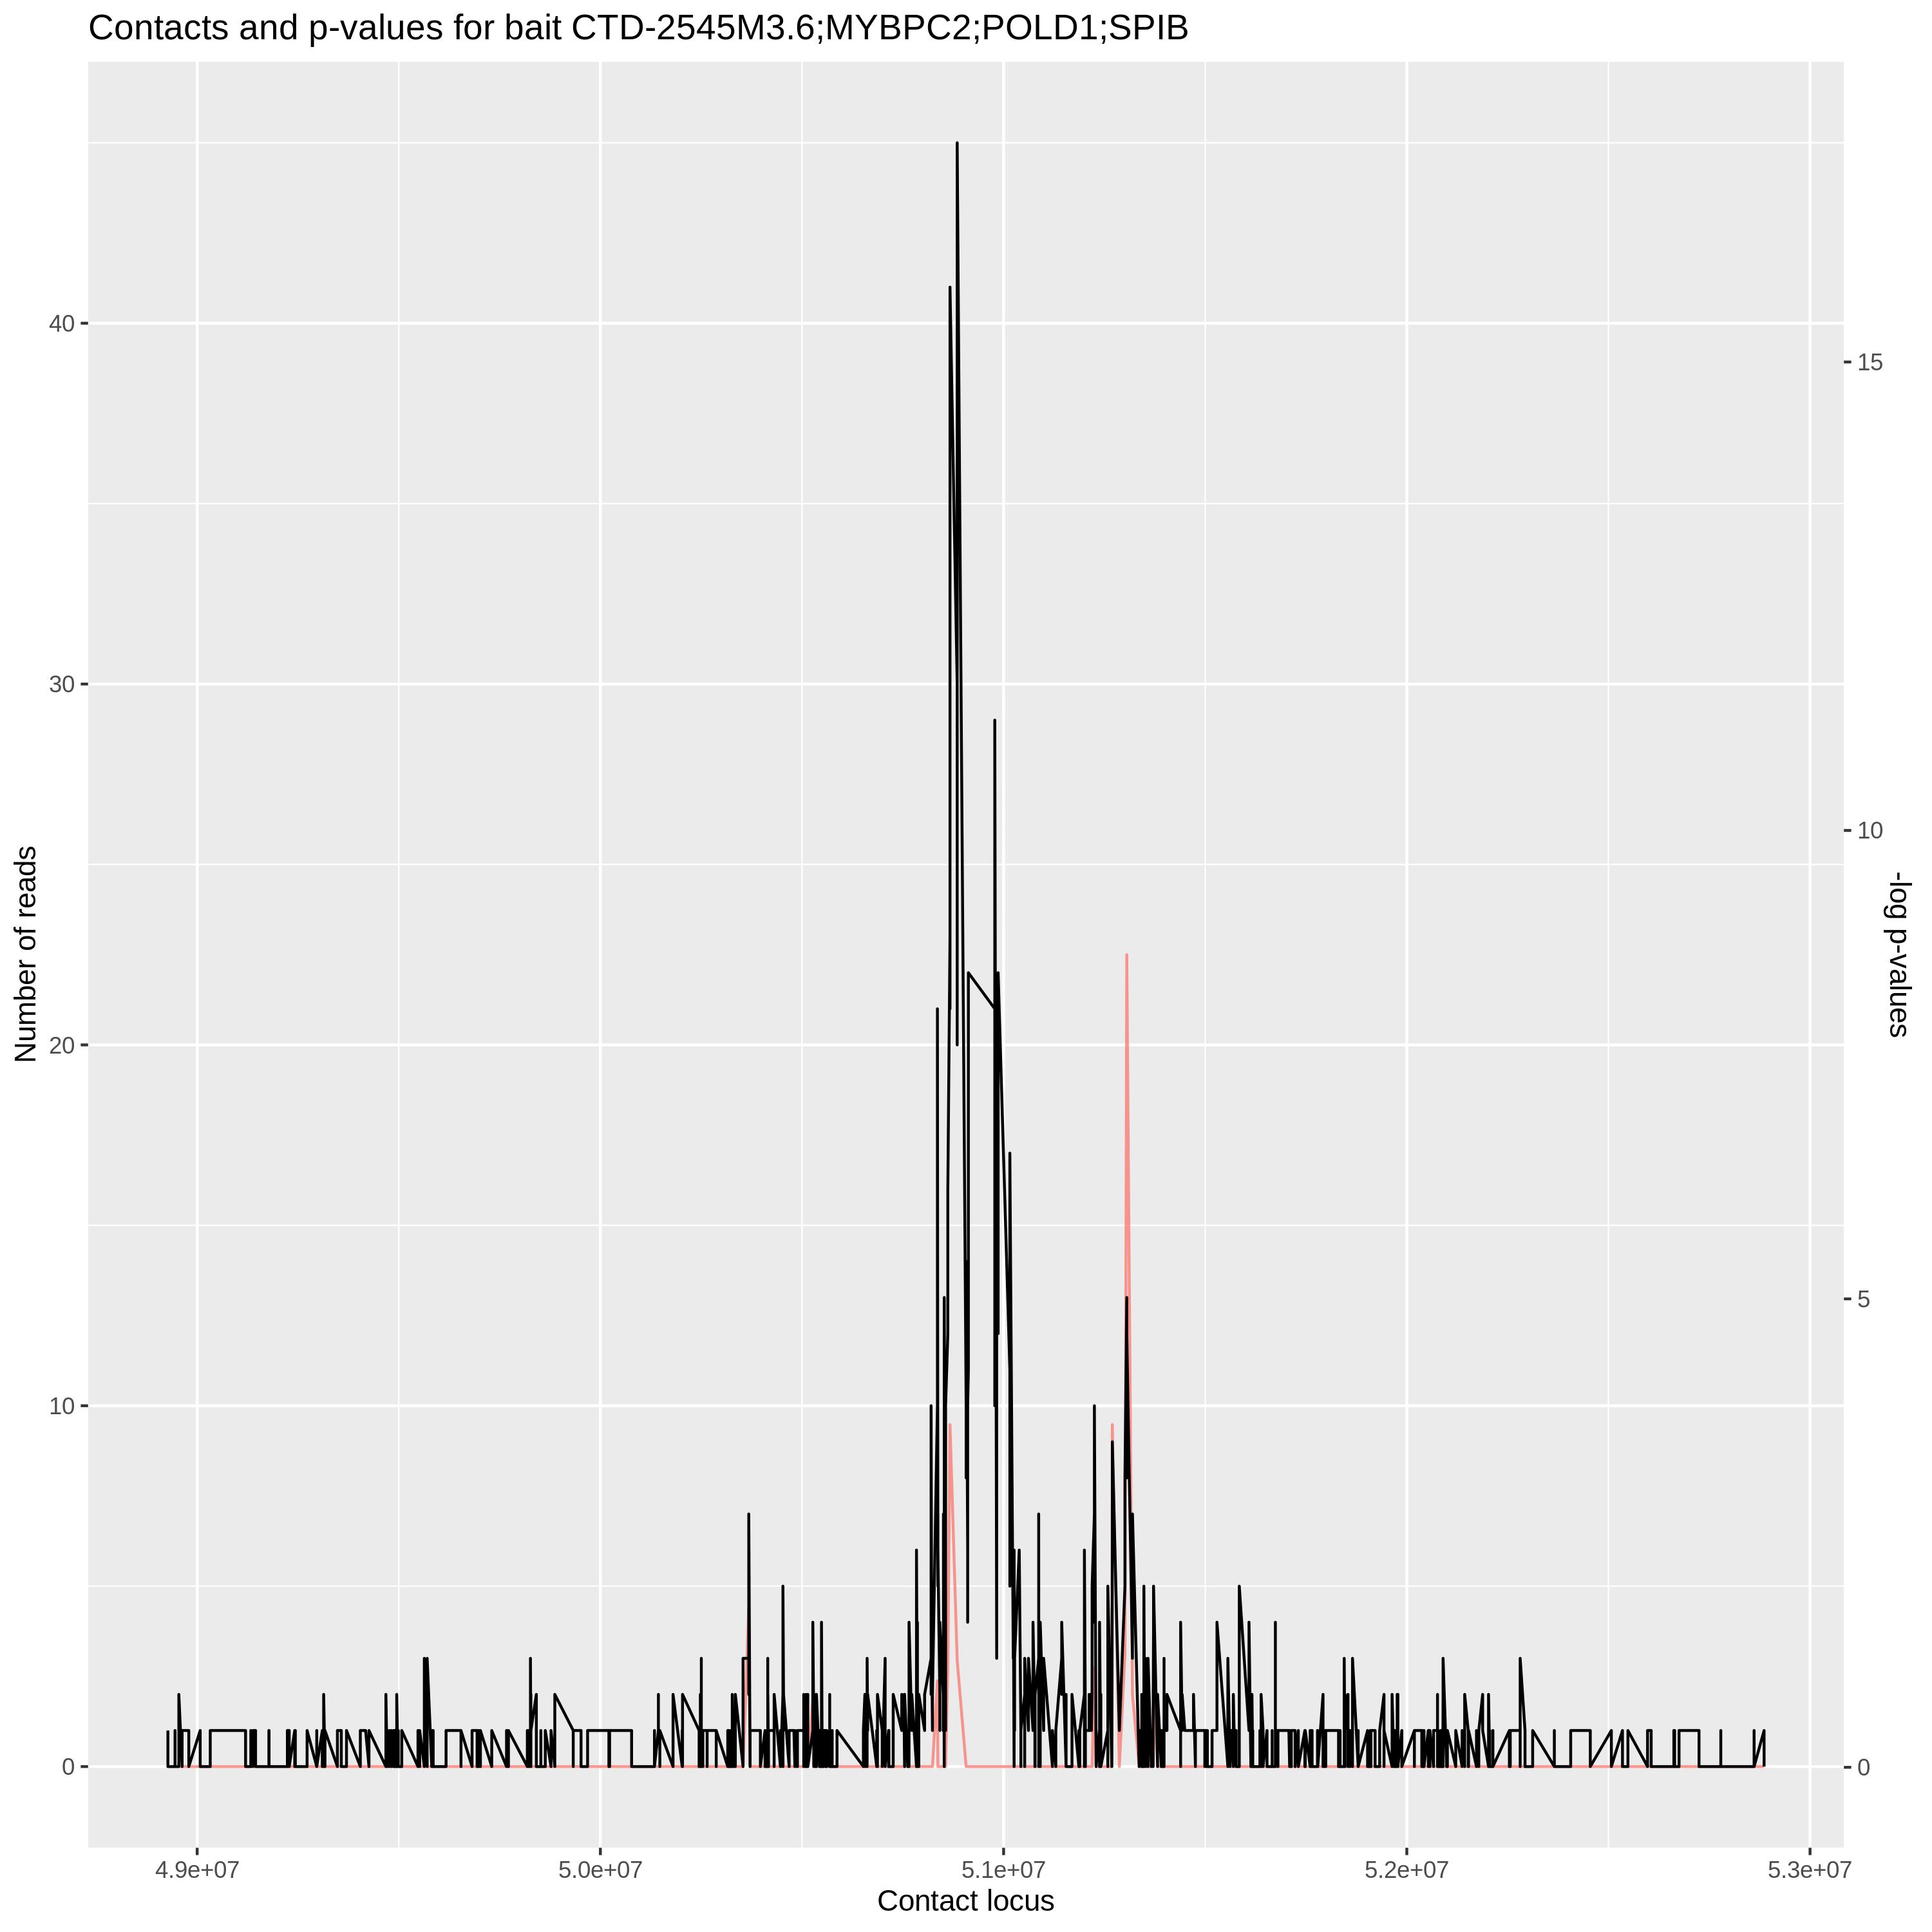 Contacts and p-values for bait CTD-2545M3.6;MYBPC2;POLD1;SPIB
Number of reads
40
30
20
10
0
15
10
5
0
-log p-values
4.9e+07 5.0e+07 5.1e+07 5.2e+07 5.3e+07
Contact locus